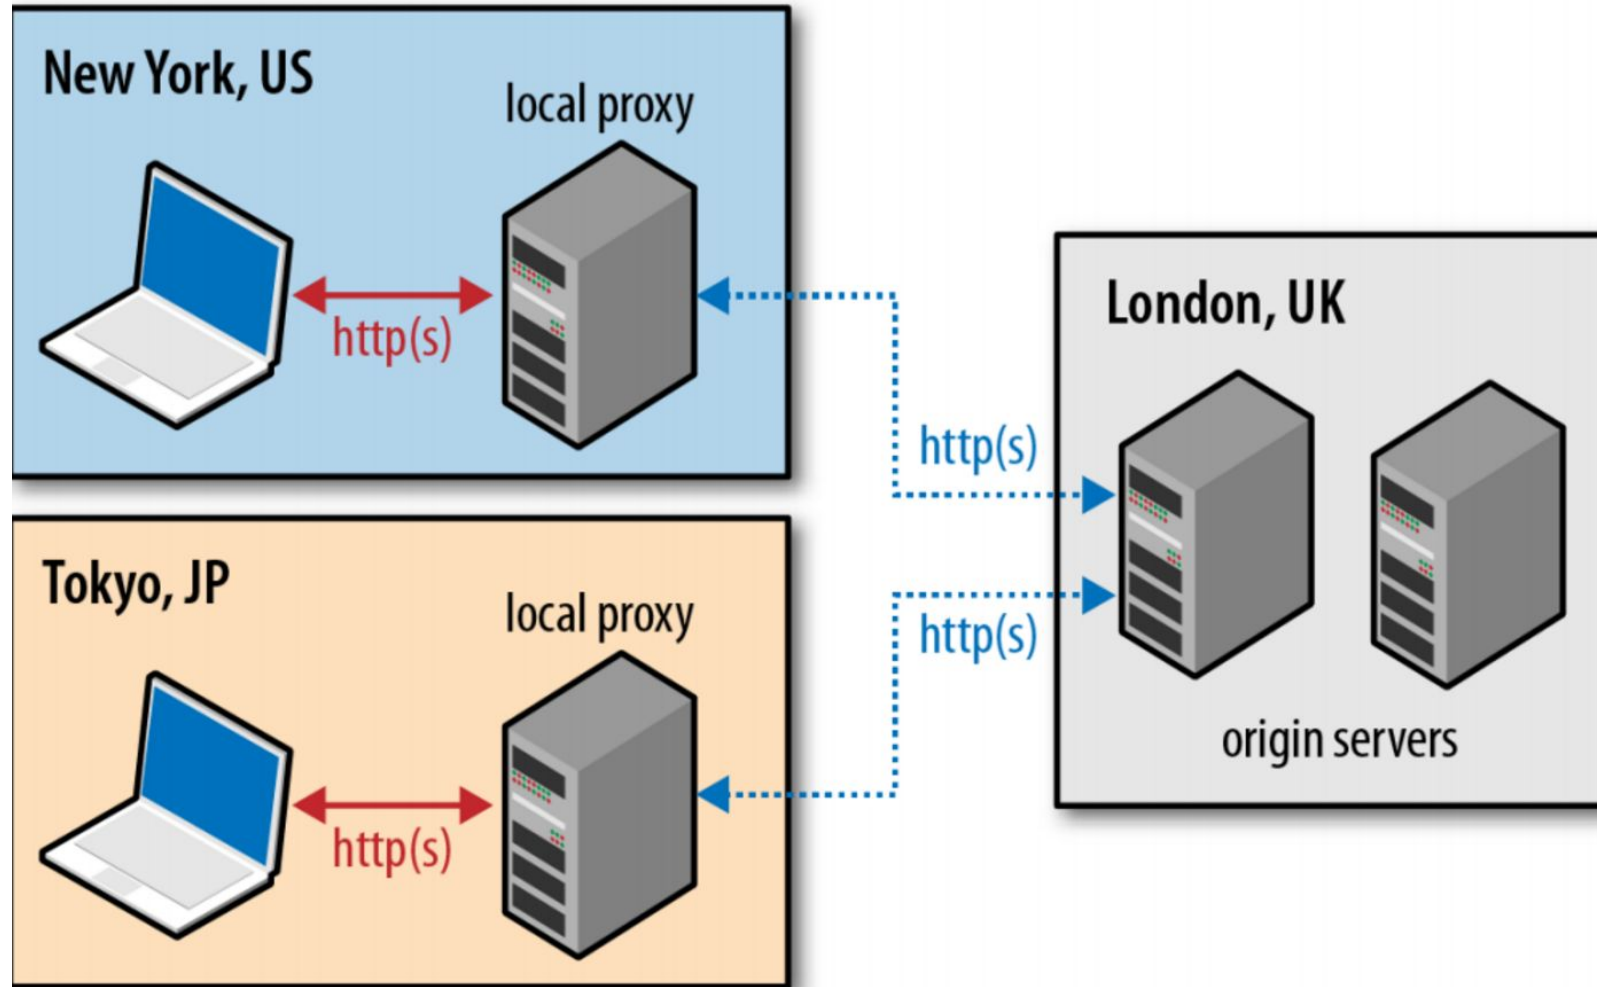 New York, US
local proxy
http(s)
Tokyo, JP
local proxy
http(s)
http(s)
http(s)
London, UK
origin servers